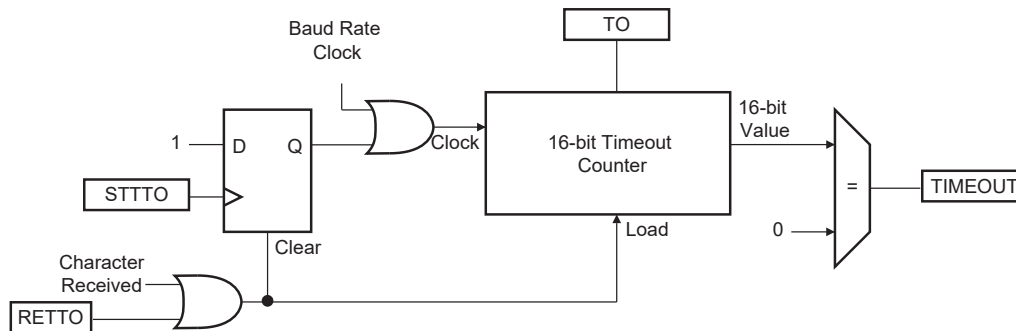 Baud Rate
Clock
TO
16-bit
Value
1
D
Q
Clock
16-bit Timeout
Counter
STTTO
=
TIMEOUT
Clear
Load
0
Character
Received
RETTO